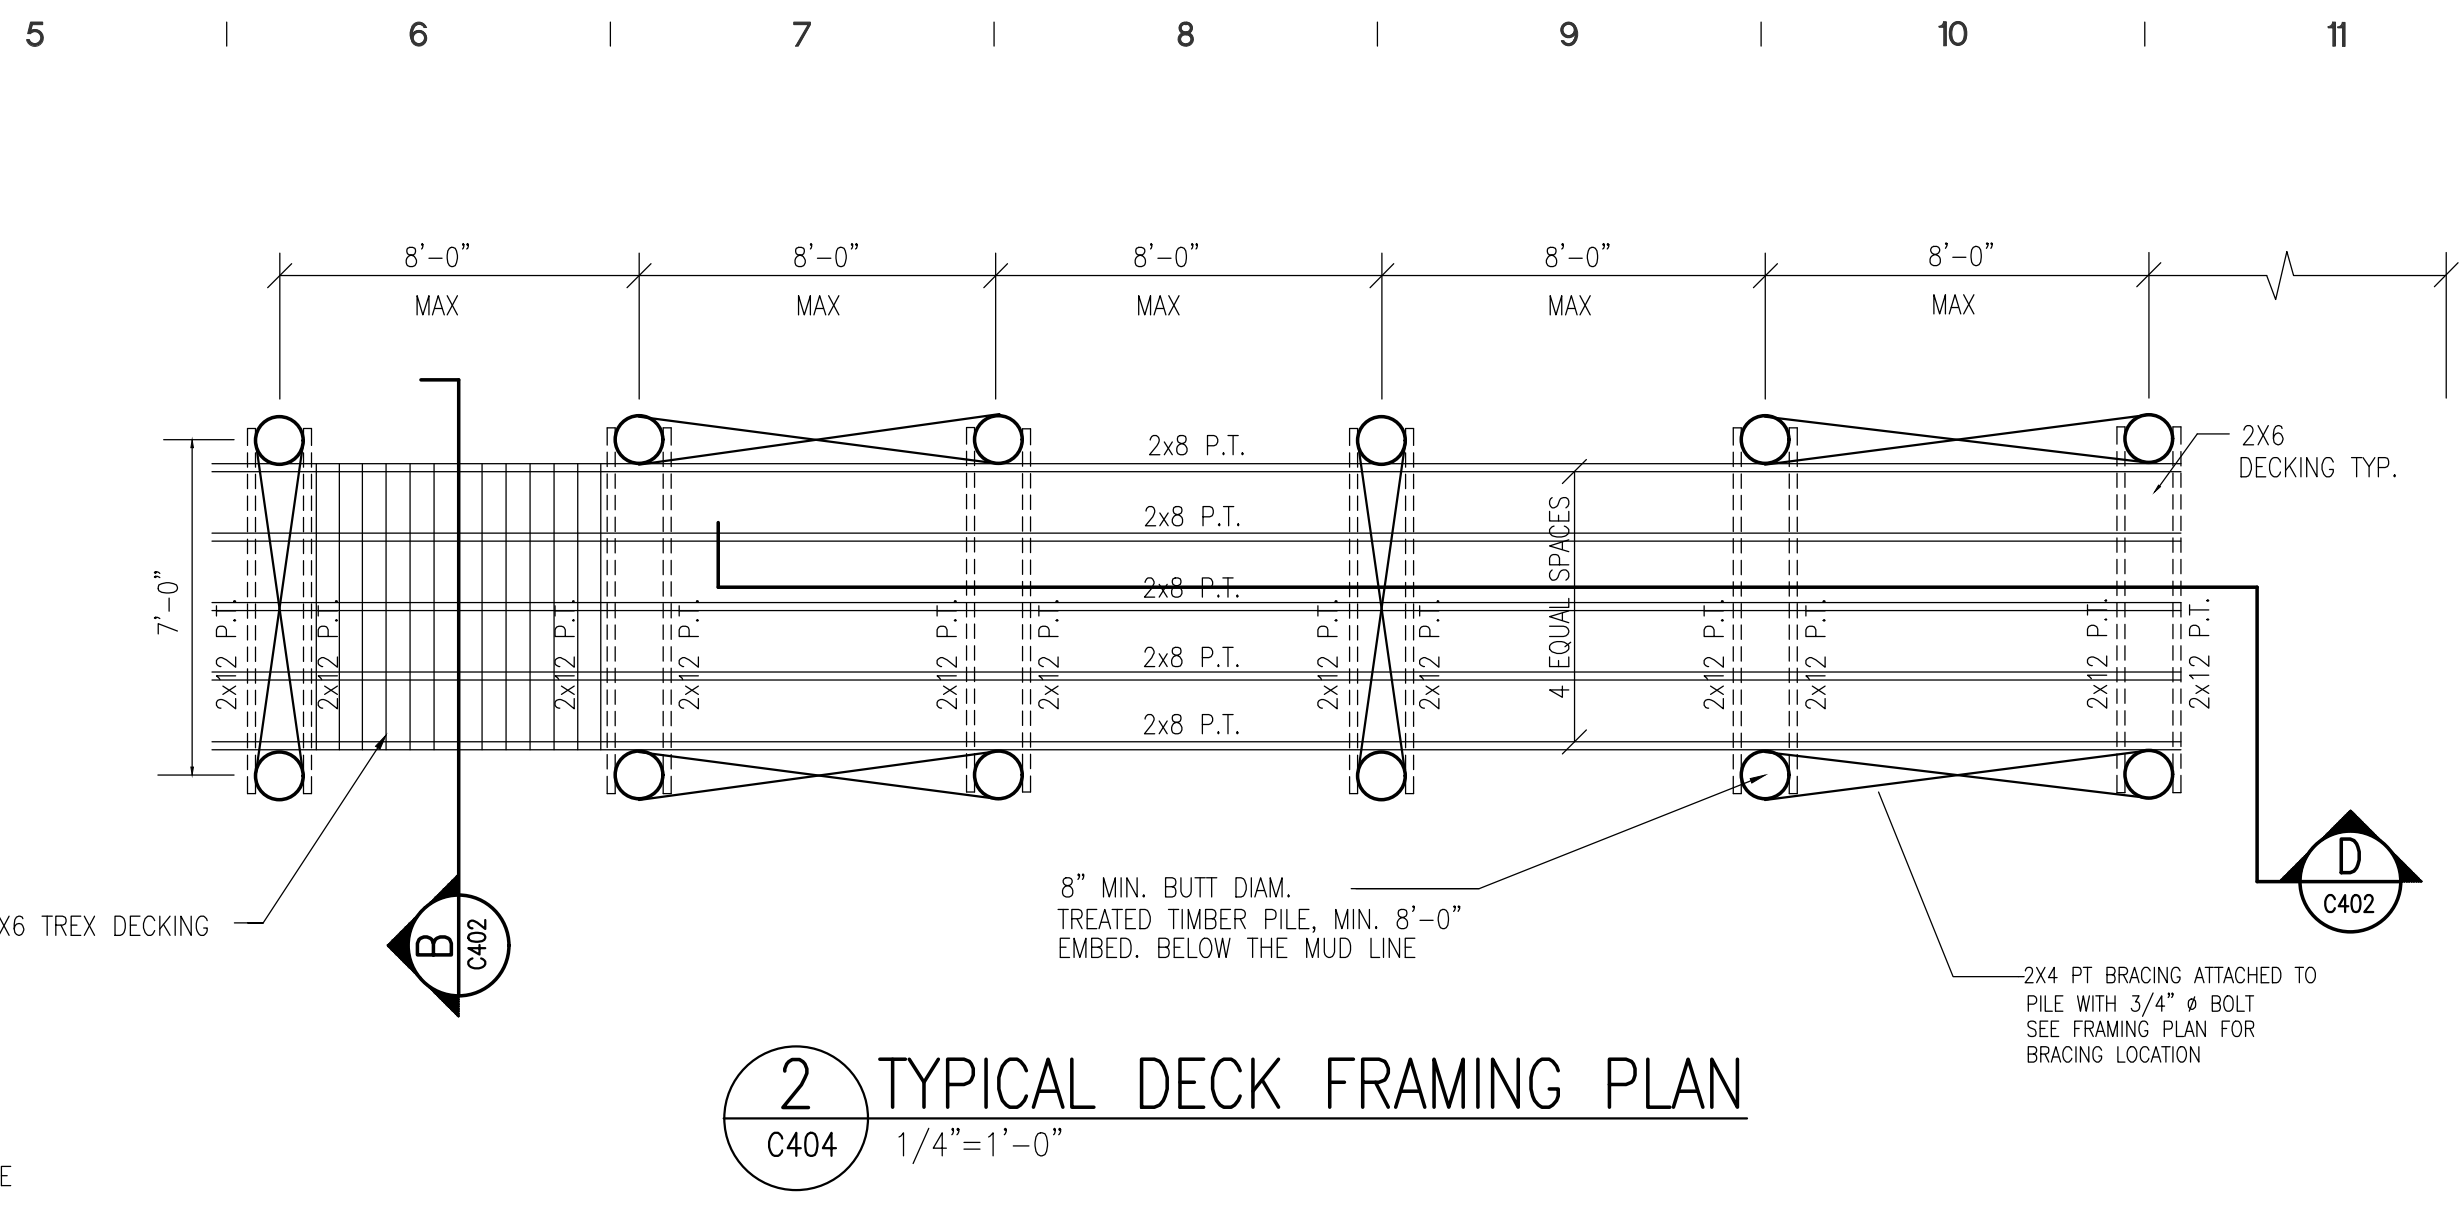 5 6 7 8 9 10 11
8'-0" 8'-0" 8'-0" 8'-0" 8'-0"
MAX MAX MAX MAX MAX
2x8 P.T.
2x8 P.T.
2x8 P.T.
2x8 P.T.
2x8 P.T.
7'-0"
2x12 P.T.
2x12 P.T.
2x12 P.T.
2x12 P.T.
2x12 P.T.
2x12 P.T.
2x12 P.T.
2x12 P.T.
4 EQUAL SPACES
2x12 P.T.
2x12 P.T.
2x12 P.T.
2x12 P.T.
2X6
DECKING TYP.
X6 TREX DECKING
B
C402
8" MIN. BUTT DIAM.
TREATED TIMBER PILE, MIN. 8'-0"
EMBED. BELOW THE MUD LINE
D
C402
2X4 PT BRACING ATTACHED TO
PILE WITH 3/4" ø BOLT
SEE FRAMING PLAN FOR
BRACING LOCATION
2 TYPICAL DECK FRAMING PLAN
C404 1/4"=1'-0"
E